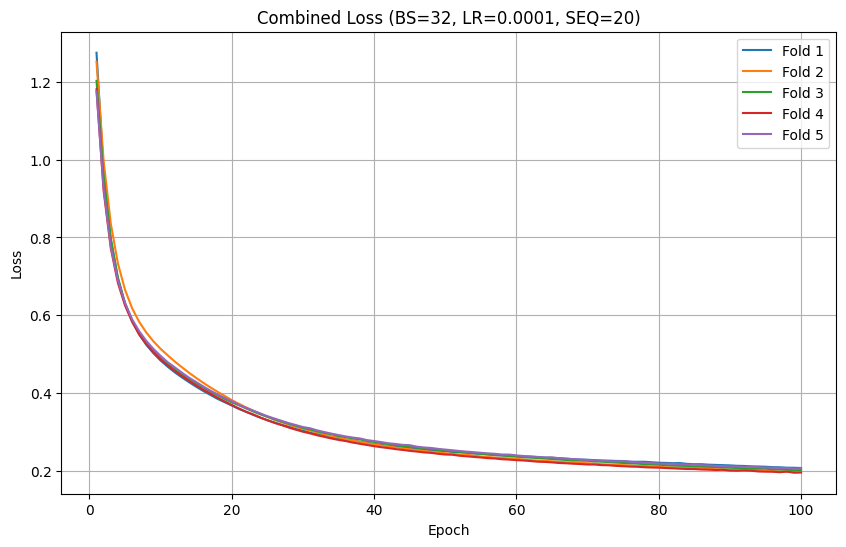 Combined Loss (BS=32, LR=0.0001, SEQ=20)
Fold 1
Fold 2
Fold 3
Fold 4
Fold 5
Loss
1.2
1.0
0.8
0.6
0.4
0.2
0 20 40 60 80 100
Epoch